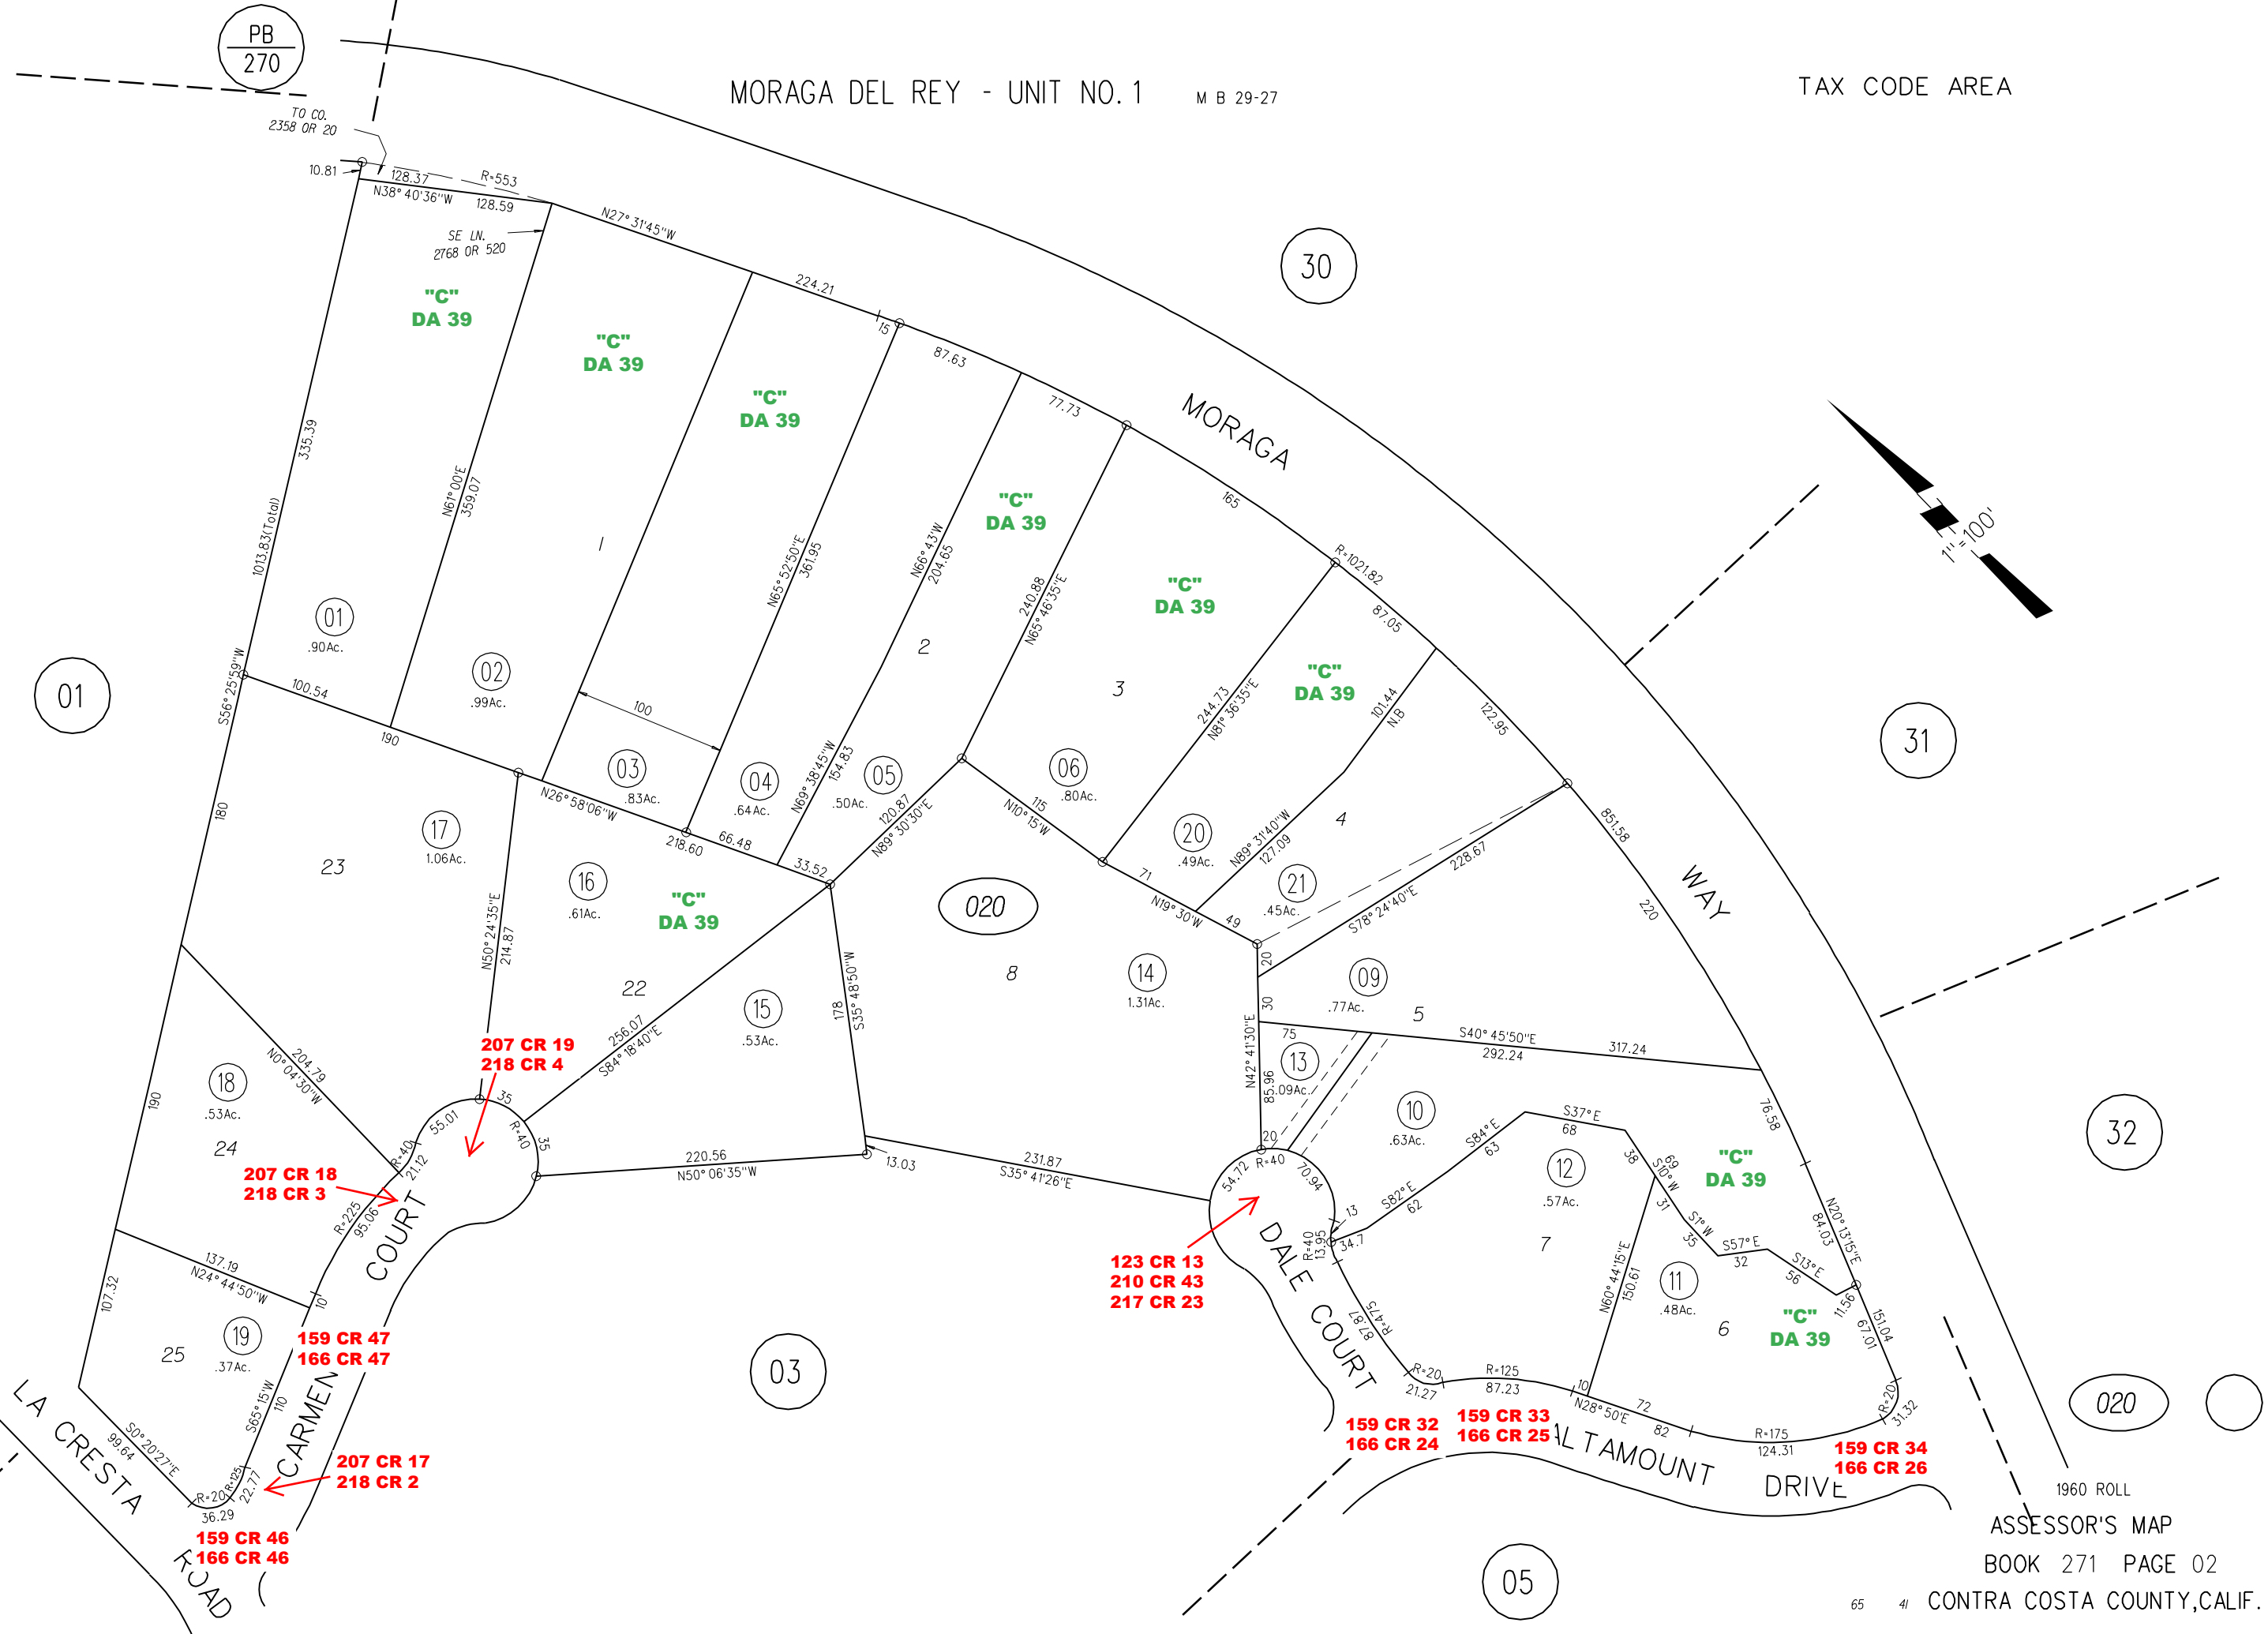 PB
270
MORAGA DEL REY - UNIT NO. 1
M B 29-27
TAX CODE AREA
TO CO.
2358 OR 20
10.81
128.37
R=553
N38° 40'36"W
128.59
SE LN.
2768 OR 520
N27° 31'45"W
224.21
15
87.63
77.73
30
MORAGA
165
R=1021.82
87.05
122.95
851.58
WAY
220
1"=100'
31
32
"C"
DA 39
"C"
DA 39
"C"
DA 39
"C"
DA 39
"C"
DA 39
"C"
DA 39
335.39
1013.83(Total)
N61° 00'E
359.07
1
N65° 52'50"E
361.95
N66° 43'W
204.65
2
240.88
N65° 46'35"E
3
244.73
N81° 36'35"E
101.44
N.B
01
.90Ac.
02
.99Ac.
100
03
.83Ac.
04
.64Ac.
05
.50Ac.
06
.80Ac.
20
.49Ac.
4
21
.45Ac.
01
S56° 25'59"W
100.54
190
N26° 58'06"W
218.60
66.48
33.52
N69° 38'45"W
154.83
120.87
N89° 30'30"E
115
N10° 15'W
71
N19° 30'W
49
N89° 31'40"W
127.09
228.67
S78° 24'40"E
180
17
1.06Ac.
23
16
.61Ac.
"C"
DA 39
N50° 24'35"E
214.87
22
020
8
14
1.31Ac.
15
.53Ac.
178
S35° 48'50"W
256.07
S84° 18'40"E
20
30
09
.77Ac.
5
75
S40° 45'50"E
292.24
317.24
N42° 41'30"E
85.96
13
.09Ac.
20
10
.63Ac.
76.58
204.79
N0° 04'30"W
190
18
.53Ac.
24
207 CR 19
218 CR 4
35
R=40
35
55.01
R=40
21.12
207 CR 18
218 CR 3
R=225
95.06
COURT
220.56
N50° 06'35"W
13.03
231.87
S35° 41'26"E
54.72
R=40
70.94
13
34.7
R=40
13.95
S82° E
62
S84° E
63
S37° E
68
38
69
S10° W
31
S1° W
35
S57° E
32
S13° E
56
11.56
12
.57Ac.
7
"C"
DA 39
N20° 13'15"E
84.03
151.04
67.01
N60° 44'15"E
150.61
11
.48Ac.
6
"C"
DA 39
123 CR 13
210 CR 43
217 CR 23
DALE COURT
R=475
87.87
137.19
N24° 44'50"W
10
107.32
19
.37Ac.
25
159 CR 47
166 CR 47
CARMEN
S65° 15'W
110
03
R=20
21.27
R=125
87.23
10
N28° 50'E
72
82
R=175
124.31
R=20
31.32
159 CR 32
166 CR 24
159 CR 33
166 CR 25
159 CR 34
166 CR 26
ALTAMOUNT DRIVE
020
LA CRESTA
S0° 20'27"E
99.64
R=20
36.29
R=125
22.77
207 CR 17
218 CR 2
159 CR 46
166 CR 46
ROAD
05
1960 ROLL
ASSESSOR'S MAP
BOOK 271 PAGE 02
65 41 CONTRA COSTA COUNTY,CALIF.